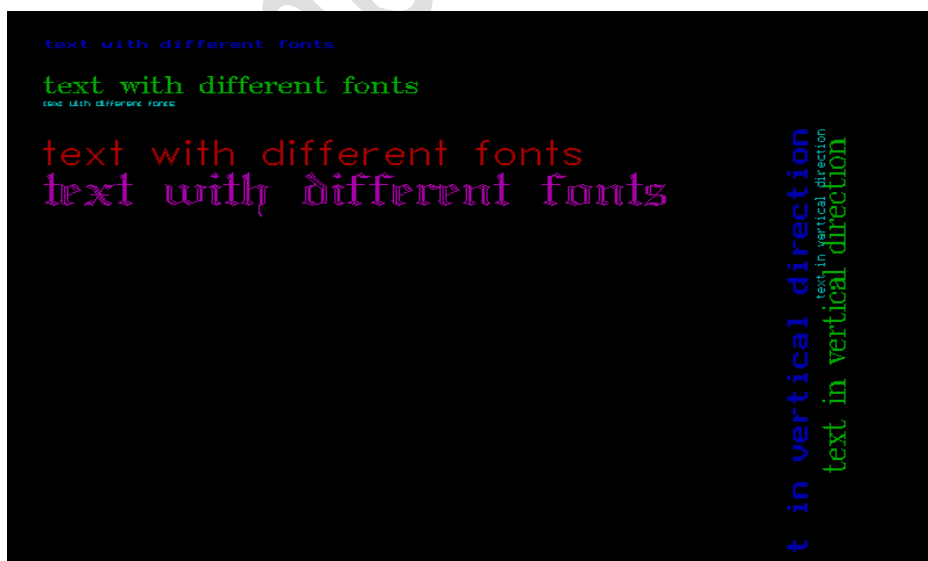 text with different fonts
text with different fonts
text with different fonts
text with different fonts
text with different fonts
t in vertical direction
text in vertical direction
text in vertical direction